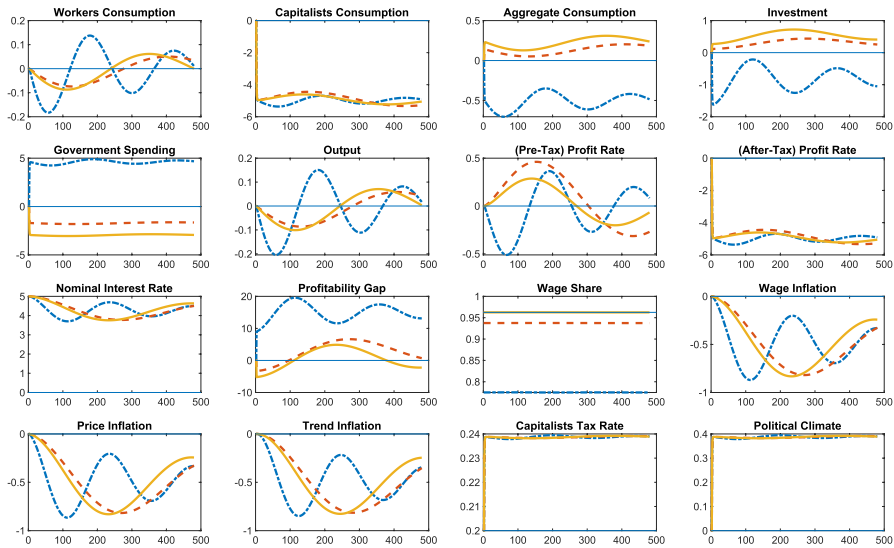 Workers Consumption
0.2
0.1
0
-0.1
-0.2
0 100 200 300 400 500
Capitalists Consumption
0
-2
-4
-6
0 100 200 300 400 500
Aggregate Consumption
0.5
0
-0.5
0 100 200 300 400 500
Investment
1
0
-1
-2
0 100 200 300 400 500
Government Spending
5
0
-5
0 100 200 300 400 500
Output
0.2
0.1
0
-0.1
-0.2
0 100 200 300 400 500
(Pre-Tax) Profit Rate
0.5
0
-0.5
0 100 200 300 400 500
(After-Tax) Profit Rate
0
-2
-4
-6
0 100 200 300 400 500
Nominal Interest Rate
5
4
3
2
1
0
0 100 200 300 400 500
Profitability Gap
20
10
0
-10
0 100 200 300 400 500
Wage Share
1
0.95
0.9
0.85
0.8
0 100 200 300 400 500
Wage Inflation
0
-0.5
-1
0 100 200 300 400 500
Price Inflation
0
-0.5
-1
0 100 200 300 400 500
Trend Inflation
0
-0.5
-1
0 100 200 300 400 500
Capitalists Tax Rate
0.24
0.23
0.22
0.21
0.2
0 100 200 300 400 500
Political Climate
0.4
0.3
0.2
0.1
0
0 100 200 300 400 500